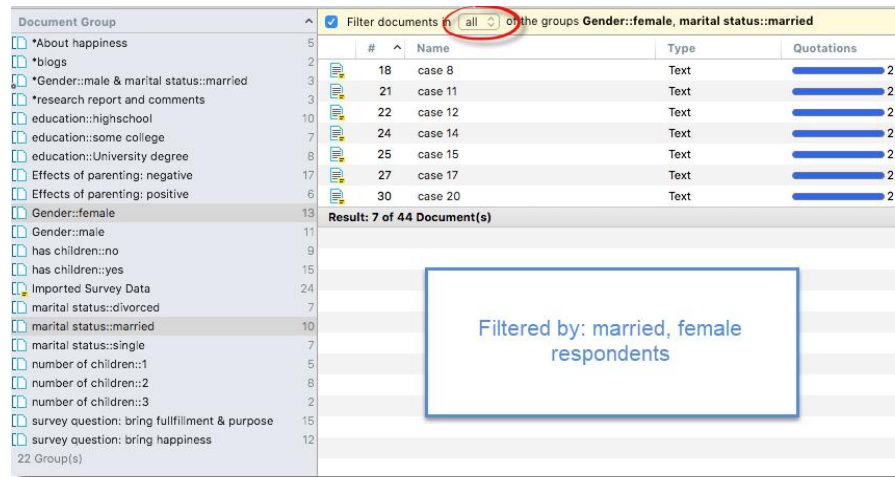 Document Group
*About happiness 5
*blogs 2
*Gender::male & marital status::married 3
*research report and comments 3
education::highschool 10
education::some college 7
education::University degree 8
Effects of parenting: negative 17
Effects of parenting: positive 6
Gender::female 13
Gender::male 11
has children::no 9
has children::yes 15
Imported Survey Data 24
marital status::divorced 7
marital status::married 10
marital status::single 7
number of children::1 5
number of children::2 8
number of children::3 2
survey question: bring fullfillment & purpose 15
survey question: bring happiness 12
22 Group(s)
Filter documents in all of the groups Gender::female, marital status::married
# Name Type Quotations
18 case 8 Text 2
21 case 11 Text 2
22 case 12 Text 2
24 case 14 Text 2
25 case 15 Text 2
27 case 17 Text 2
30 case 20 Text 2
Result: 7 of 44 Document(s)
Filtered by: married, female
respondents